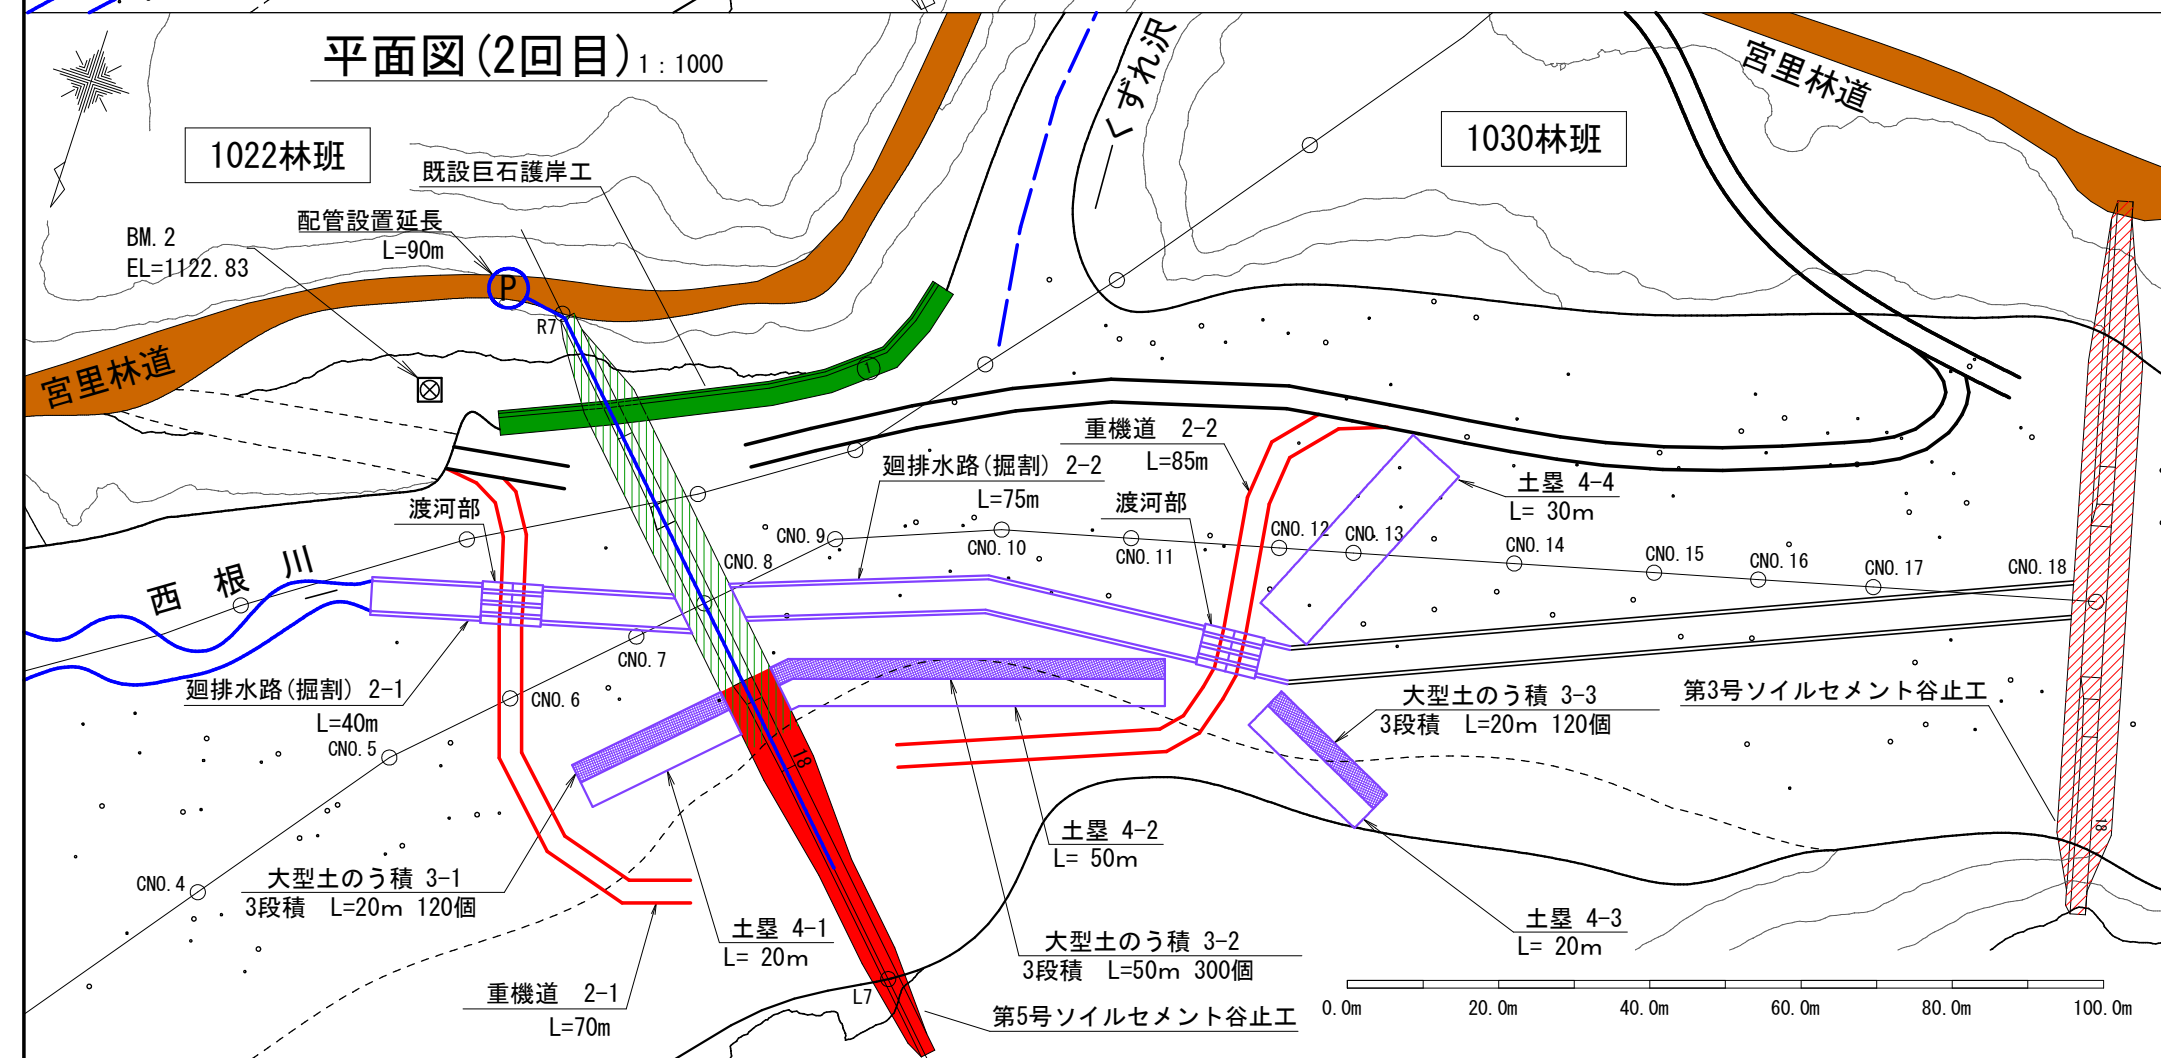 平面図(2回目) 1：1000
くずれ沢
宮里林道
1022林班
1030林班
既設巨石護岸工
配管設置延長
L=90m
BM.2
EL=1122.83
P
R7
宮里林道
1
重機道 2-2
L=85m
廻排水路(掘割) 2-2
L=75m
渡河部
渡河部
土塁 4-4
L= 30m
CNO.9
CNO.10
CNO.11
CNO.12
CNO.13
CNO.14
CNO.15
CNO.16
CNO.17
CNO.18
CNO.8
西根川
CNO.7
CNO.6
廻排水路(掘割) 2-1
L=40m
CNO.5
大型土のう積 3-3
3段積 L=20m 120個
第3号ソイルセメント谷止工
18
18
土塁 4-2
L= 50m
CNO.4
大型土のう積 3-1
3段積 L=20m 120個
土塁 4-1
L= 20m
大型土のう積 3-2
3段積 L=50m 300個
土塁 4-3
L= 20m
重機道 2-1
L=70m
L7
第5号ソイルセメント谷止工
0.0m 20.0m 40.0m 60.0m 80.0m 100.0m